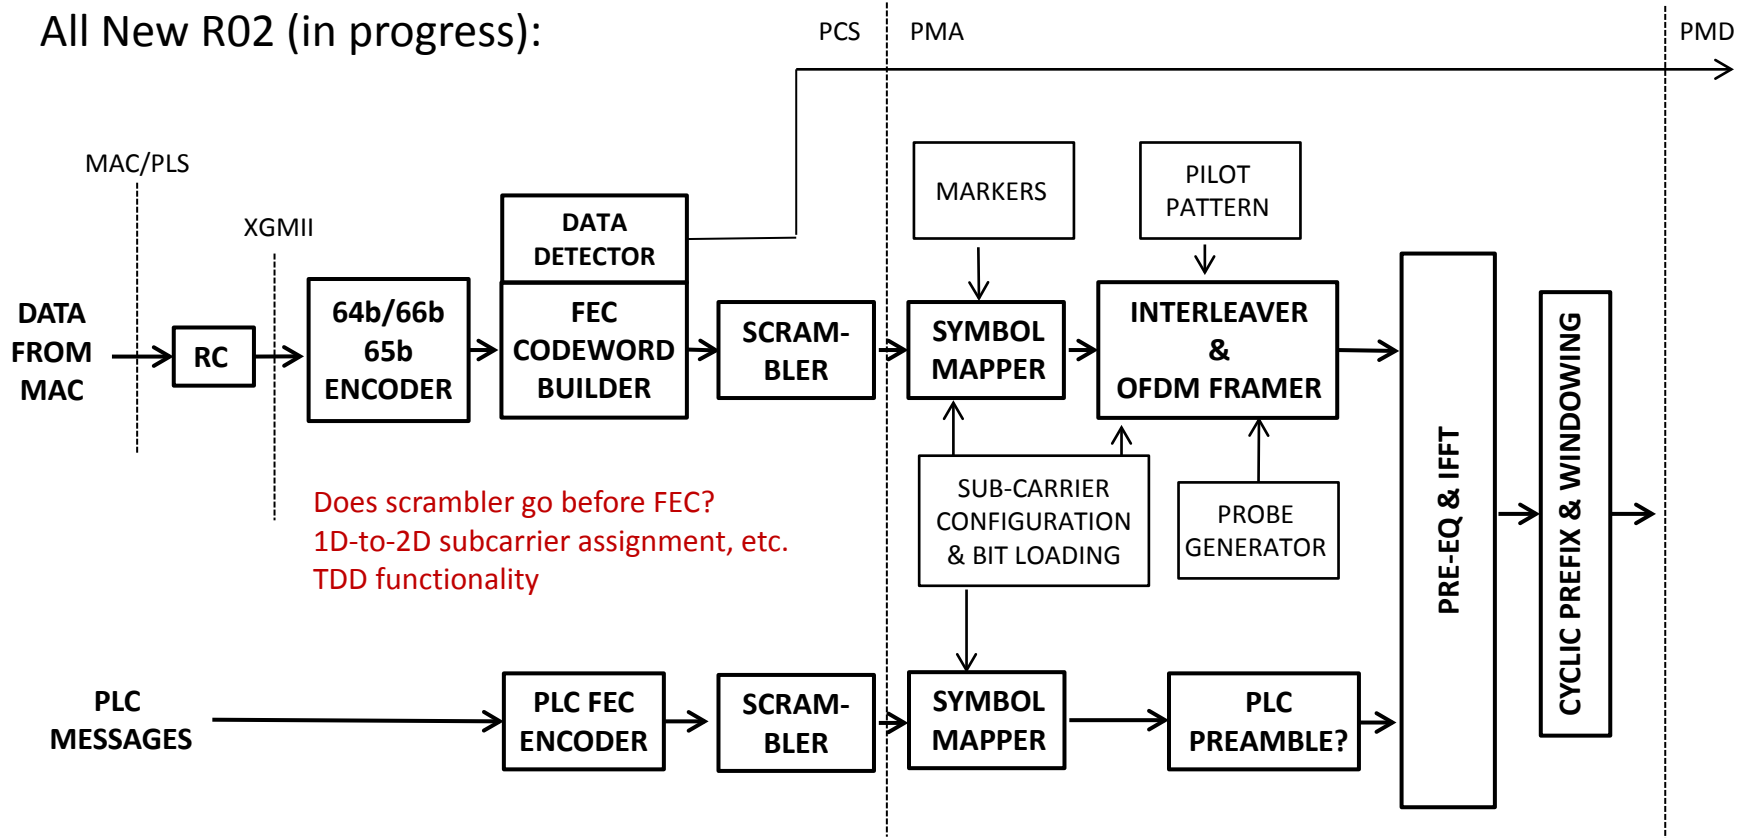 All New R02 (in progress):
PCS
PMA
PMD
MAC/PLS
XGMII
DATA
FROM
MAC
RC
64b/66b
65b
ENCODER
DATA
DETECTOR
FEC
CODEWORD
BUILDER
SCRAM-
BLER
MARKERS
SYMBOL
MAPPER
PILOT
PATTERN
INTERLEAVER
&
OFDM FRAMER
SUB-CARRIER
CONFIGURATION
& BIT LOADING
PROBE
GENERATOR
PRE-EQ & IFFT
CYCLIC PREFIX & WINDOWING
Does scrambler go before FEC?
1D-to-2D subcarrier assignment, etc.
TDD functionality
PLC
MESSAGES
PLC FEC
ENCODER
SCRAM-
BLER
SYMBOL
MAPPER
PLC
PREAMBLE?